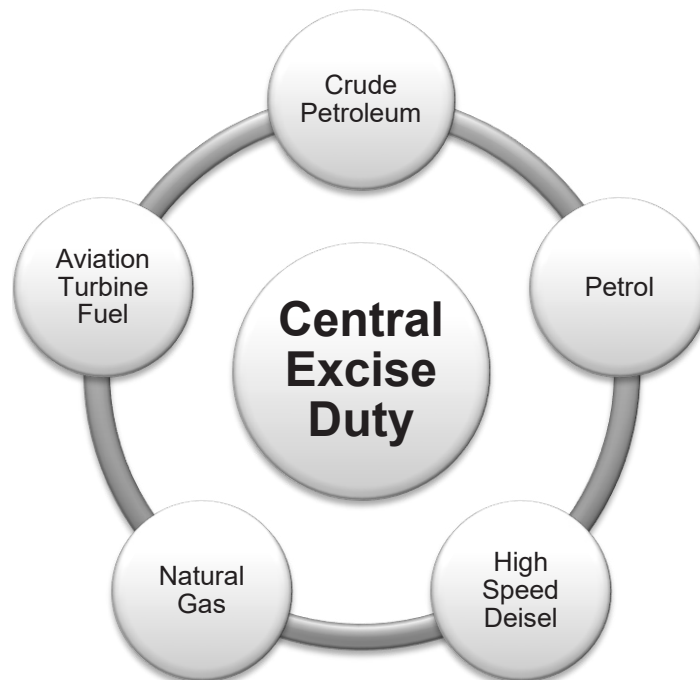 Crude
Petroleum
Petrol
High
Speed
Deisel
Natural
Gas
Aviation
Turbine
Fuel
Central
Excise
Duty